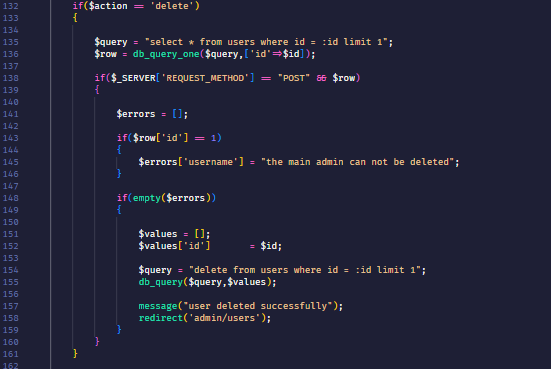 132 if($action == 'delete')
133 {
134
135 $query = "select * from users where id = :id limit 1";
136 $row = db_query_one($query,['id'=>$id]);
137
138 if($_SERVER['REQUEST_METHOD'] == "POST" && $row)
139 {
140
141 $errors = [];
142
143 if($row['id'] == 1)
144 {
145 $errors['username'] = "the main admin can not be deleted";
146 }
147
148 if(empty($errors))
149 {
150
151 $values = [];
152 $values['id'] = $id;
153
154 $query = "delete from users where id = :id limit 1";
155 db_query($query,$values);
156
157 message("user deleted successfully");
158 redirect('admin/users');
159 }
160 }
161 }
162